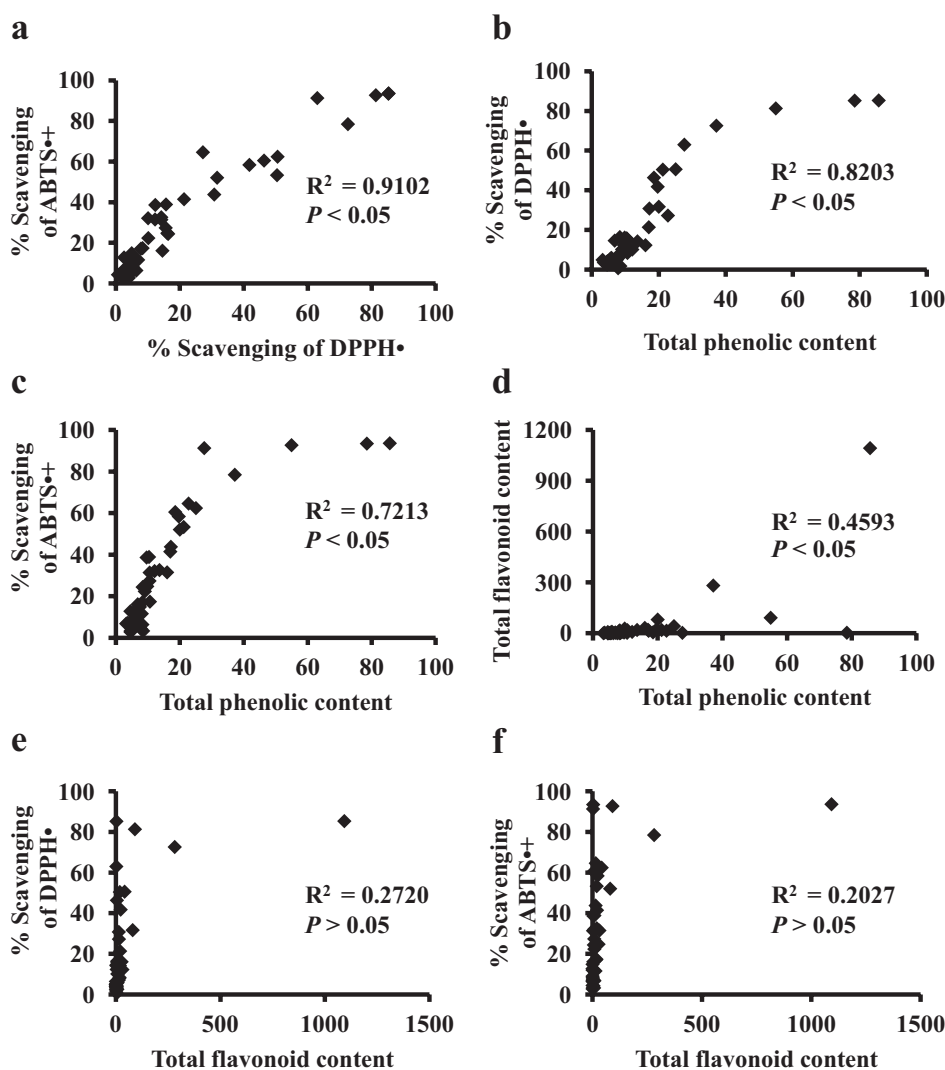 a
% Scavenging
of ABTS•+
100
80
60
40
20
0
R² = 0.9102
P < 0.05
0 20 40 60 80 100
% Scavenging of DPPH•
b
% Scavenging
of DPPH•
100
80
60
40
20
0
R² = 0.8203
P < 0.05
0 20 40 60 80 100
Total phenolic content
c
% Scavenging
of ABTS•+
100
80
60
40
20
0
R² = 0.7213
P < 0.05
0 20 40 60 80 100
Total phenolic content
d
Total flavonoid content
1200
900
600
300
0
R² = 0.4593
P < 0.05
0 20 40 60 80 100
Total phenolic content
e
% Scavenging
of DPPH•
100
80
60
40
20
0
R² = 0.2720
P > 0.05
0 500 1000 1500
Total flavonoid content
f
% Scavenging
of ABTS•+
100
80
60
40
20
0
R² = 0.2027
P > 0.05
0 500 1000 1500
Total flavonoid content